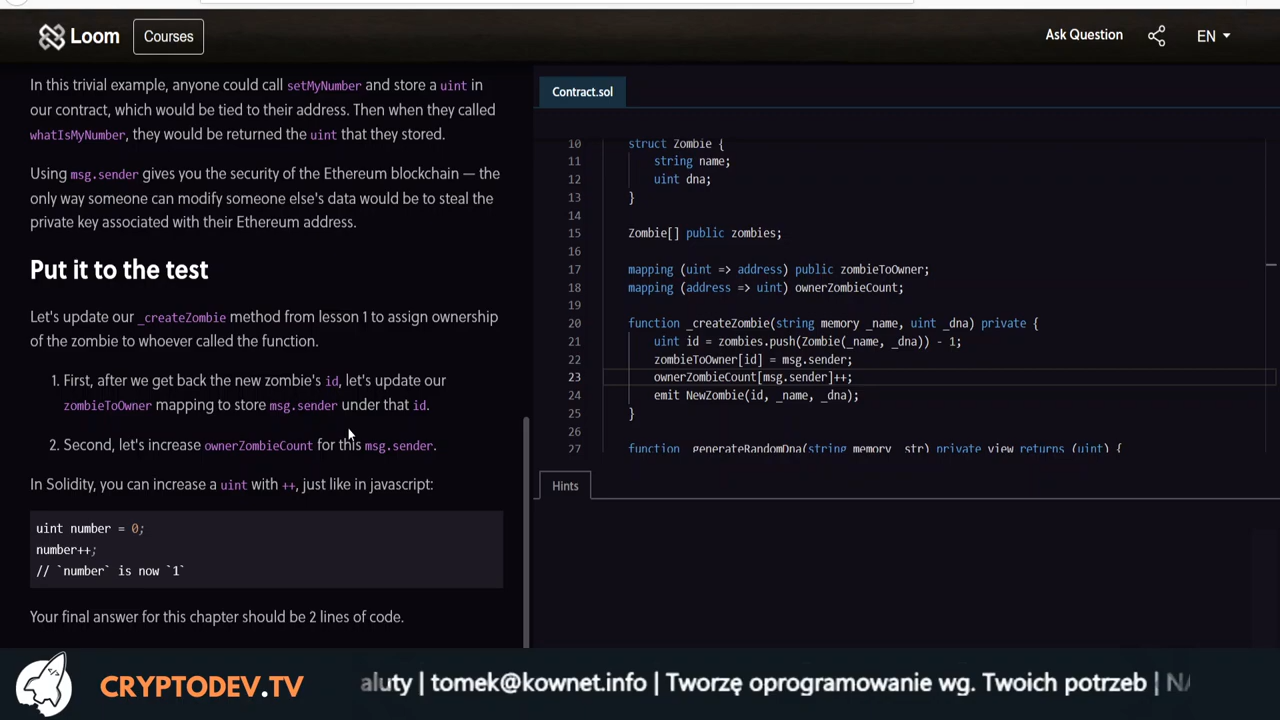 Loom
Courses
Ask Question
EN
In this trivial example, anyone could call setMyNumber and store a uint in
our contract, which would be tied to their address. Then when they called
whatIsMyNumber, they would be returned the uint that they stored.
Using msg.sender gives you the security of the Ethereum blockchain — the
only way someone can modify someone else's data would be to steal the
private key associated with their Ethereum address.
Put it to the test
Let's update our _createZombie method from lesson 1 to assign ownership
of the zombie to whoever called the function.
1. First, after we get back the new zombie's id, let's update our
zombieToOwner mapping to store msg.sender under that id.
2. Second, let's increase ownerZombieCount for this msg.sender.
In Solidity, you can increase a uint with ++, just like in javascript:
uint number = 0;
number++;
// `number` is now `1`
Your final answer for this chapter should be 2 lines of code.
Contract.sol
10 struct Zombie {
11 string name;
12 uint dna;
13 }
14
15 Zombie[] public zombies;
16
17 mapping (uint => address) public zombieToOwner;
18 mapping (address => uint) ownerZombieCount;
19
20 function _createZombie(string memory _name, uint _dna) private {
21 uint id = zombies.push(Zombie(_name, _dna)) - 1;
22 zombieToOwner[id] = msg.sender;
23 ownerZombieCount[msg.sender]++;
24 emit NewZombie(id, _name, _dna);
25 }
26
27 function _generateRandomDna(string memory _str) private view returns (uint) {
Hints
CRYPTODEV.TV
aluty | tomek@kownet.info | Tworzę oprogramowanie wg. Twoich potrzeb | NA